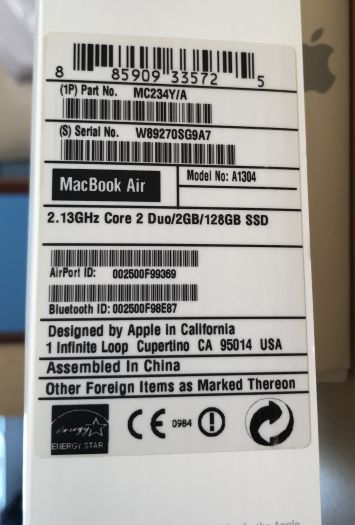 8 85909 33572 5
(1P) Part No. MC234Y/A
(S) Serial No. W89270SG9A7
MacBook Air
Model No: A1304
2.13GHz Core 2 Duo/2GB/128GB SSD
AirPort ID: 002500F99369
Bluetooth ID: 002500F98E87
Designed by Apple in California
1 Infinite Loop Cupertino CA 95014 USA
Assembled In China
Other Foreign Items as Marked Thereon
energy
ENERGY STAR
CE 0984